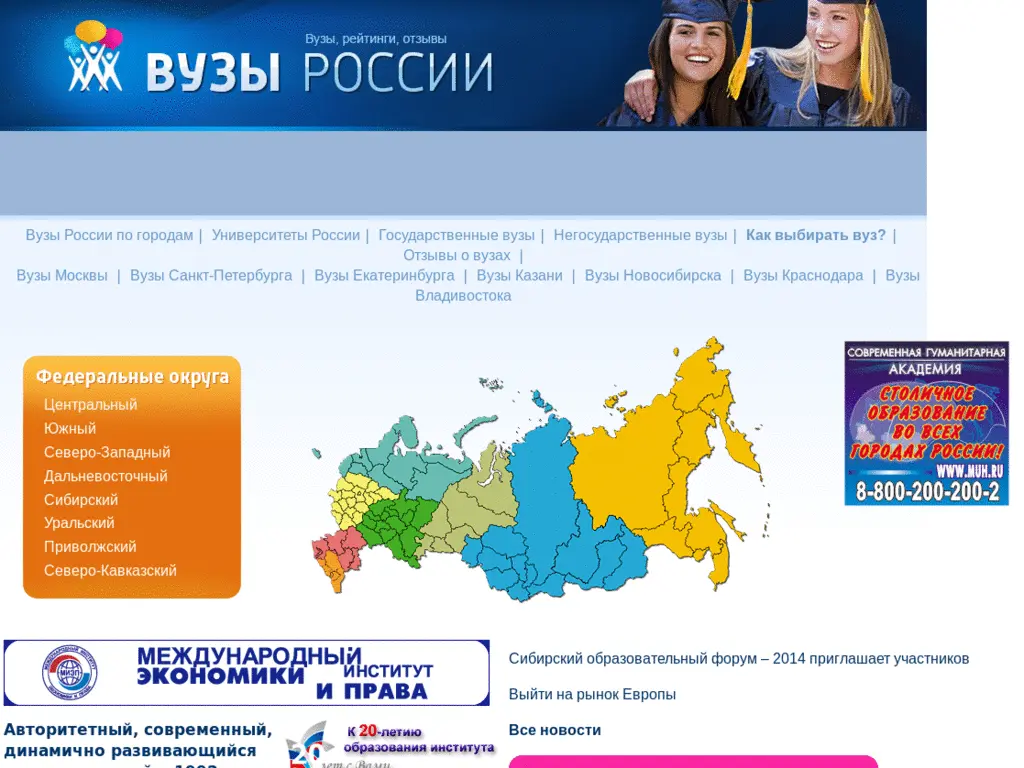 Вузы, рейтинги, отзывы
ВУЗЫ РОССИИ
Вузы России по городам | Университеты России | Государственные вузы | Негосударственные вузы | Как выбирать вуз? |
Отзывы о вузах |
Вузы Москвы | Вузы Санкт-Петербурга | Вузы Екатеринбурга | Вузы Казани | Вузы Новосибирска | Вузы Краснодара | Вузы
Владивостока
Федеральные округа
Центральный
Южный
Северо-Западный
Дальневосточный
Сибирский
Уральский
Приволжский
Северо-Кавказский
СОВРЕМЕННАЯ ГУМАНИТАРНАЯ
АКАДЕМИЯ
СТОЛИЧНОЕ
ОБРАЗОВАНИЕ
ВО ВСЕХ
ГОРОДАХ РОССИИ!
WWW.MUH.RU
8-800-200-200-2
МИЭП
МЕЖДУНАРОДНЫЙ
ЭКОНОМИКИ ИНСТИТУТ
И ПРАВА
Авторитетный, современный,
динамично развивающийся
20
К 20-летию
образования института
лет с Вами
Сибирский образовательный форум – 2014 приглашает участников
Выйти на рынок Европы
Все новости